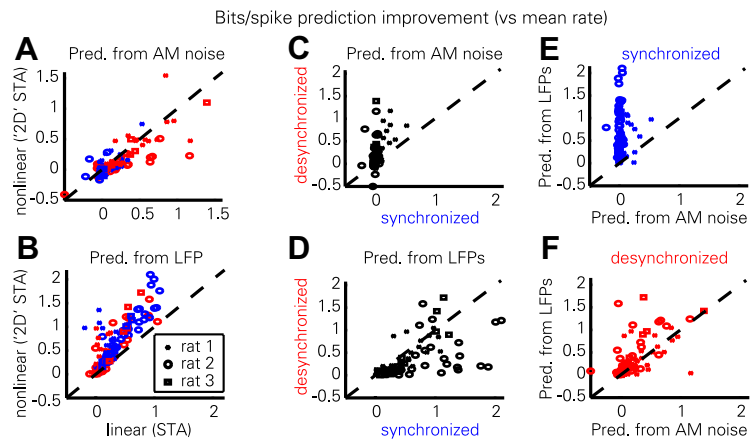 Bits/spike prediction improvement (vs mean rate)
A
Pred. from AM noise
nonlinear ('2D' STA)
1.5
1
0.5
0
-0.5
0
0.5
1
1.5
C
Pred. from AM noise
desynchronized
2
1.5
1
0.5
0
-0.5
0
1
2
synchronized
E
synchronized
Pred. from LFPs
2
1.5
1
0.5
0
-0.5
0
1
2
Pred. from AM noise
B
Pred. from LFP
nonlinear ('2D' STA)
2
1.5
1
0.5
0
-0.5
0
1
2
linear (STA)
rat 1
rat 2
rat 3
D
Pred. from LFPs
desynchronized
2
1.5
1
0.5
0
-0.5
0
1
2
synchronized
F
desynchronized
Pred. from LFPs
2
1.5
1
0.5
0
-0.5
0
1
2
Pred. from AM noise